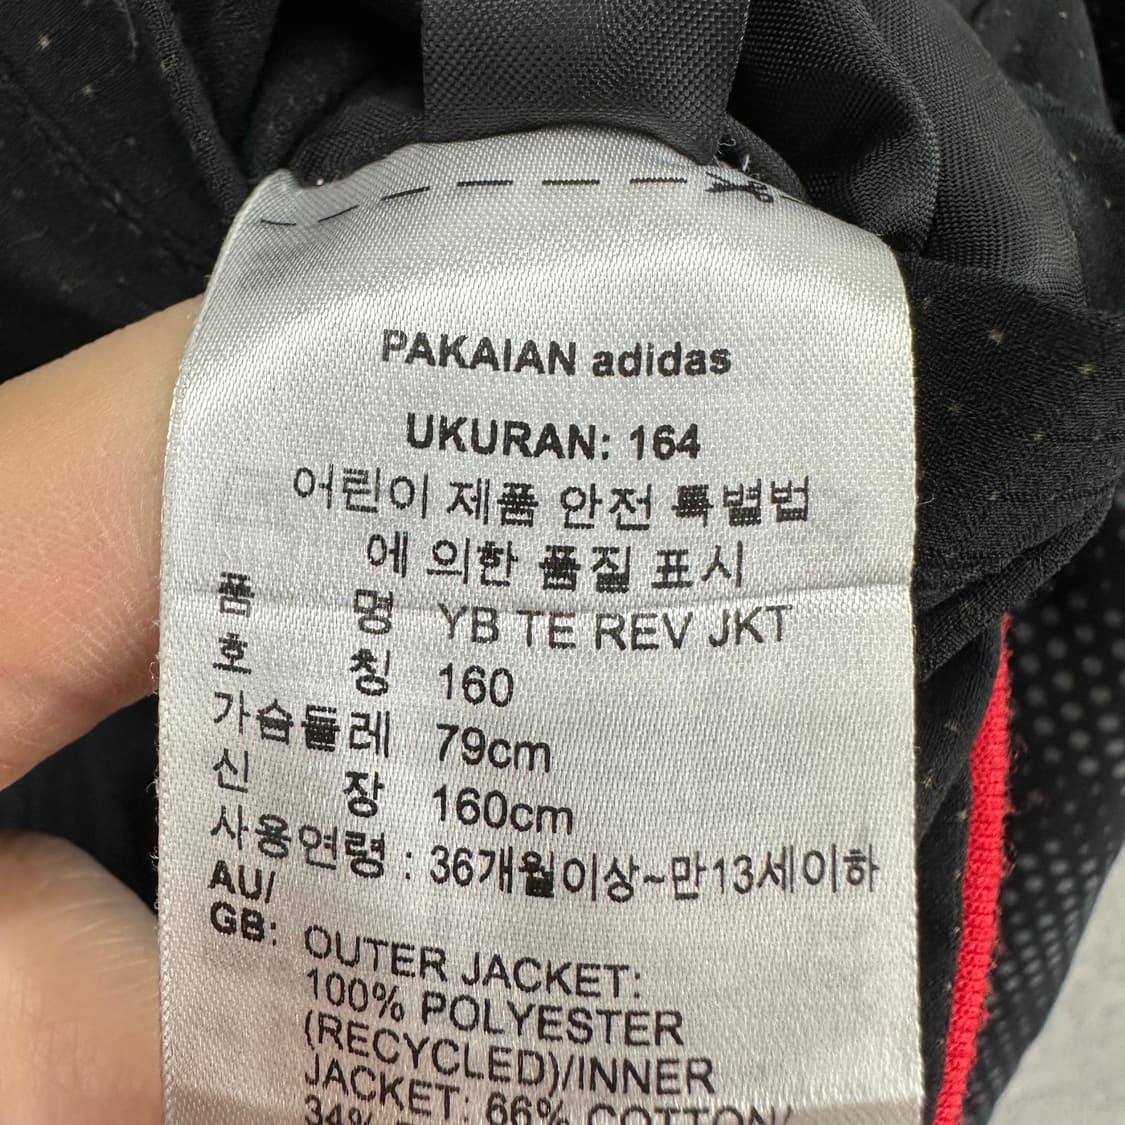 PAKAIAN adidas
UKURAN: 164
어린이 제품 안전 특별법
에 의한 품질 표시
품 명 YB TE REV JKT
호 칭 160
가슴둘레 79cm
신 장 160cm
사용연령 : 36개월이상~만13세이하
AU/
GB: OUTER JACKET:
100% POLYESTER
(RECYCLED)/INNER
JACKET: 66% COTTON/
34%